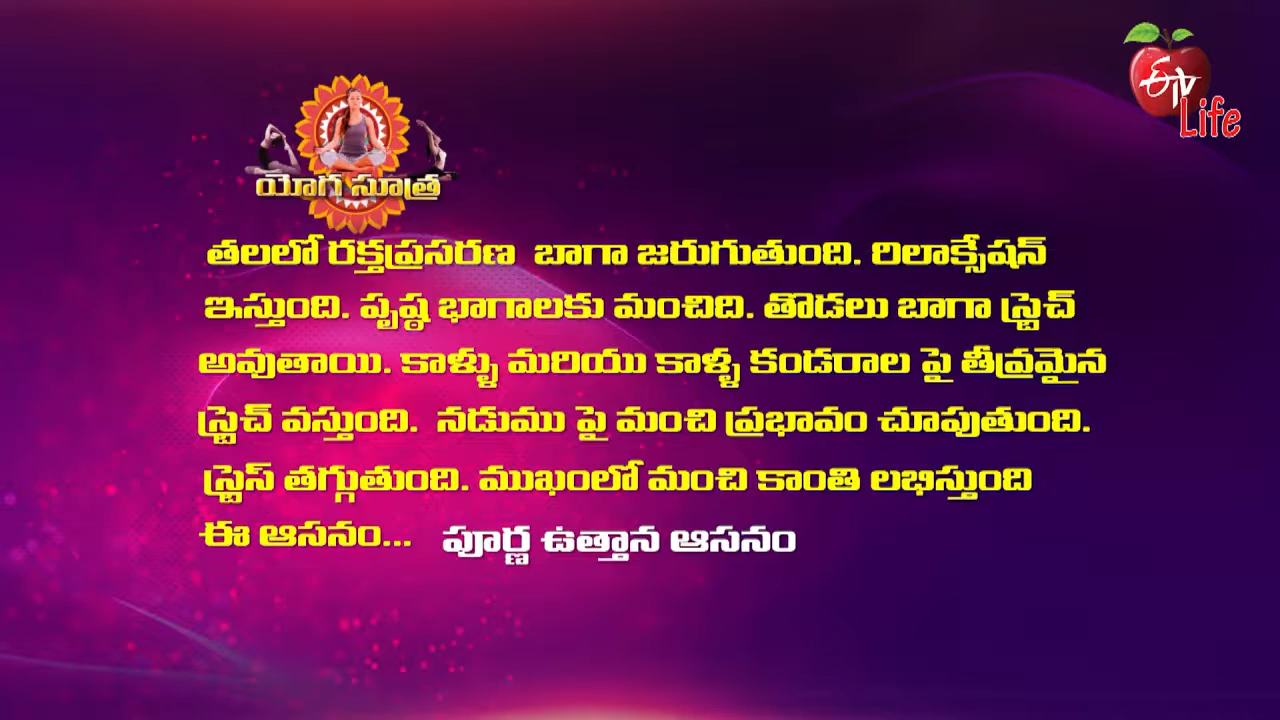 ETV Life
యోగ సూత్ర
తలలో రక్తప్రసరణ బాగా జరుగుతుంది. రిలాక్సేషన్
ఇస్తుంది. పృష్ఠ భాగాలకు మంచిది. తొడలు బాగా స్ట్రెచ్
అవుతాయి. కాళ్ళు మరియు కాళ్ళ కండరాల పై తీవ్రమైన
స్ట్రెచ్ వస్తుంది. నడుము పై మంచి ప్రభావం చూపుతుంది.
స్ట్రెస్ తగ్గుతుంది. ముఖంలో మంచి కాంతి లభిస్తుంది
ఈ ఆసనం... పూర్ణ ఉత్తాన ఆసనం